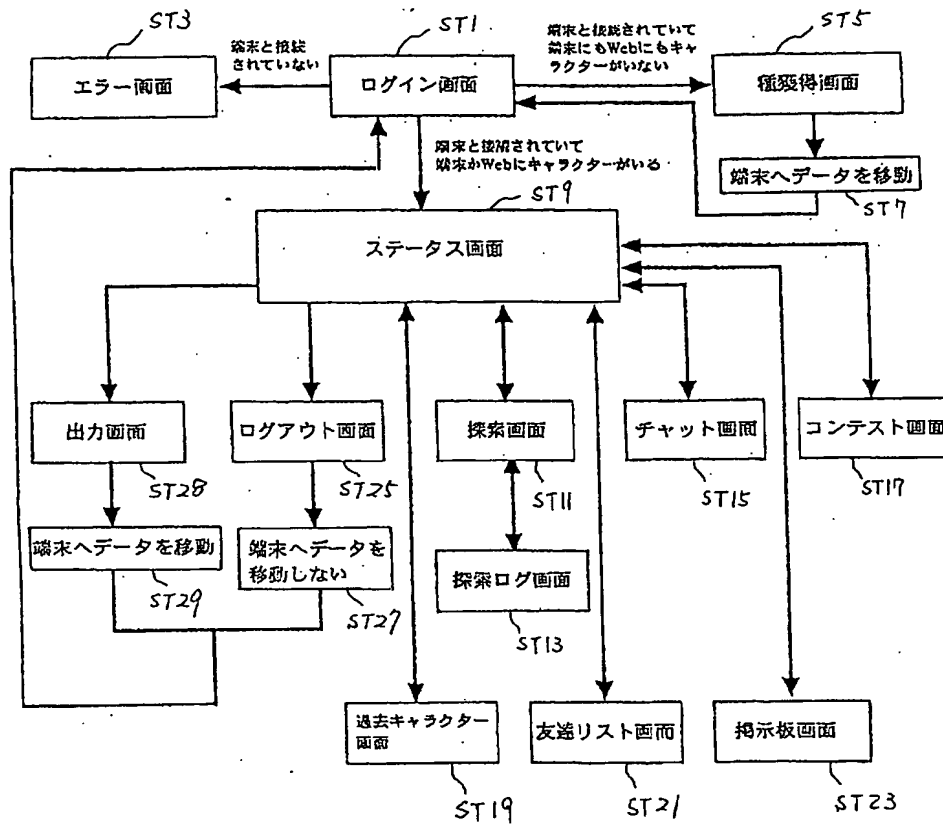 ST3
ST1
ST5
端末と接続
されていない
端末と接続されていて
端末にもWebにもキャ
ラクターがいない
エラー画面
ログイン画面
種獲得画面
端末と接続されていて
端末かWebにキャラクターがいる
端末へデータを移動
ST7
ST9
ステータス画面
出力画面
ログアウト画面
探索画面
チャット画面
コンテスト画面
ST28
ST25
ST11
ST15
ST17
端末へデータを移動
端末へデータを
移動しない
探索ログ画面
ST29
ST27
ST13
過去キャラクター
画面
友達リスト画面
掲示板画面
ST19
ST21
ST23